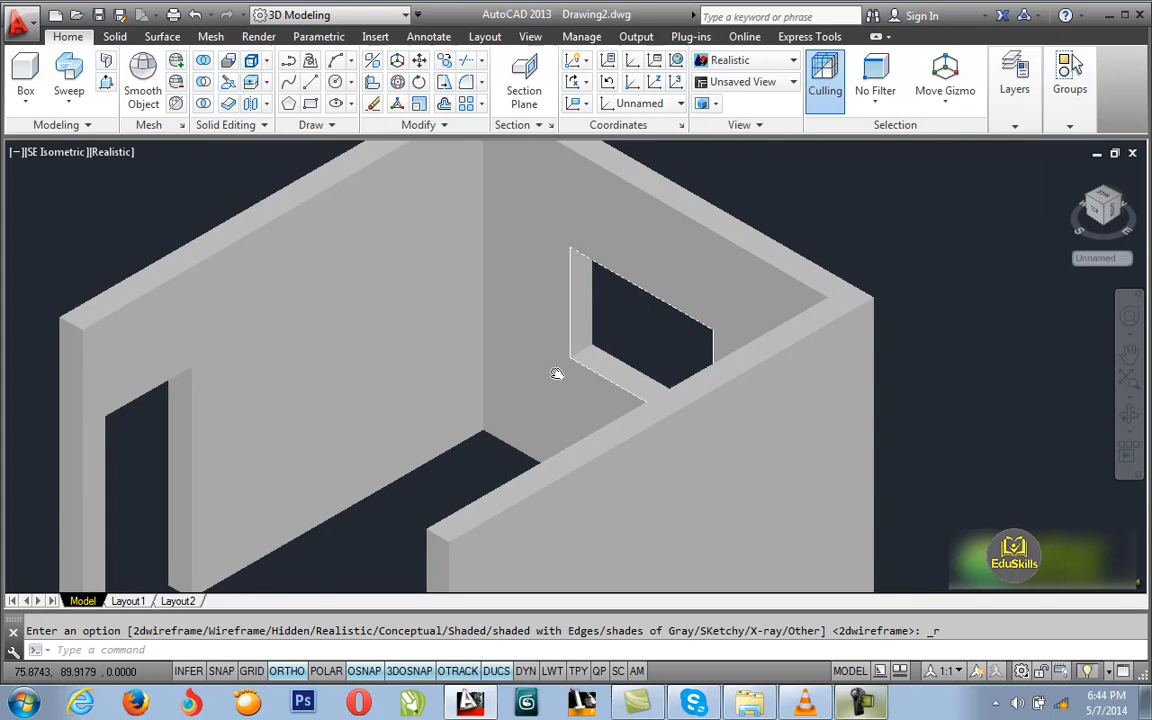 3D Modeling
AutoCAD 2013 Drawing2.dwg
Type a keyword or phrase
Sign In
Home Solid Surface Mesh Render Parametric Insert Annotate Layout View Manage Output Plug-ins Online Express Tools
Box
Sweep
Smooth
Object
Section
Plane
Realistic
Unsaved View
Unnamed
Culling
No Filter
Move Gizmo
Layers
Groups
Modeling Mesh Solid Editing Draw Modify Section Coordinates View Selection
[−][SE Isometric][Realistic]
Unnamed
EduSkills
Model Layout1 Layout2
Enter an option [2dwireframe/Wireframe/Hidden/Realistic/Conceptual/Shaded/shaded with Edges/shades of Gray/SKetchy/X-ray/Other] <2dwireframe>: _r
Type a command
75.8743, 89.9179, 0.0000
INFER SNAP GRID ORTHO POLAR OSNAP 3DOSNAP OTRACK DUCS DYN LWT TPY QP SC AM
MODEL
1:1
Ps
6:44 PM
5/7/2014